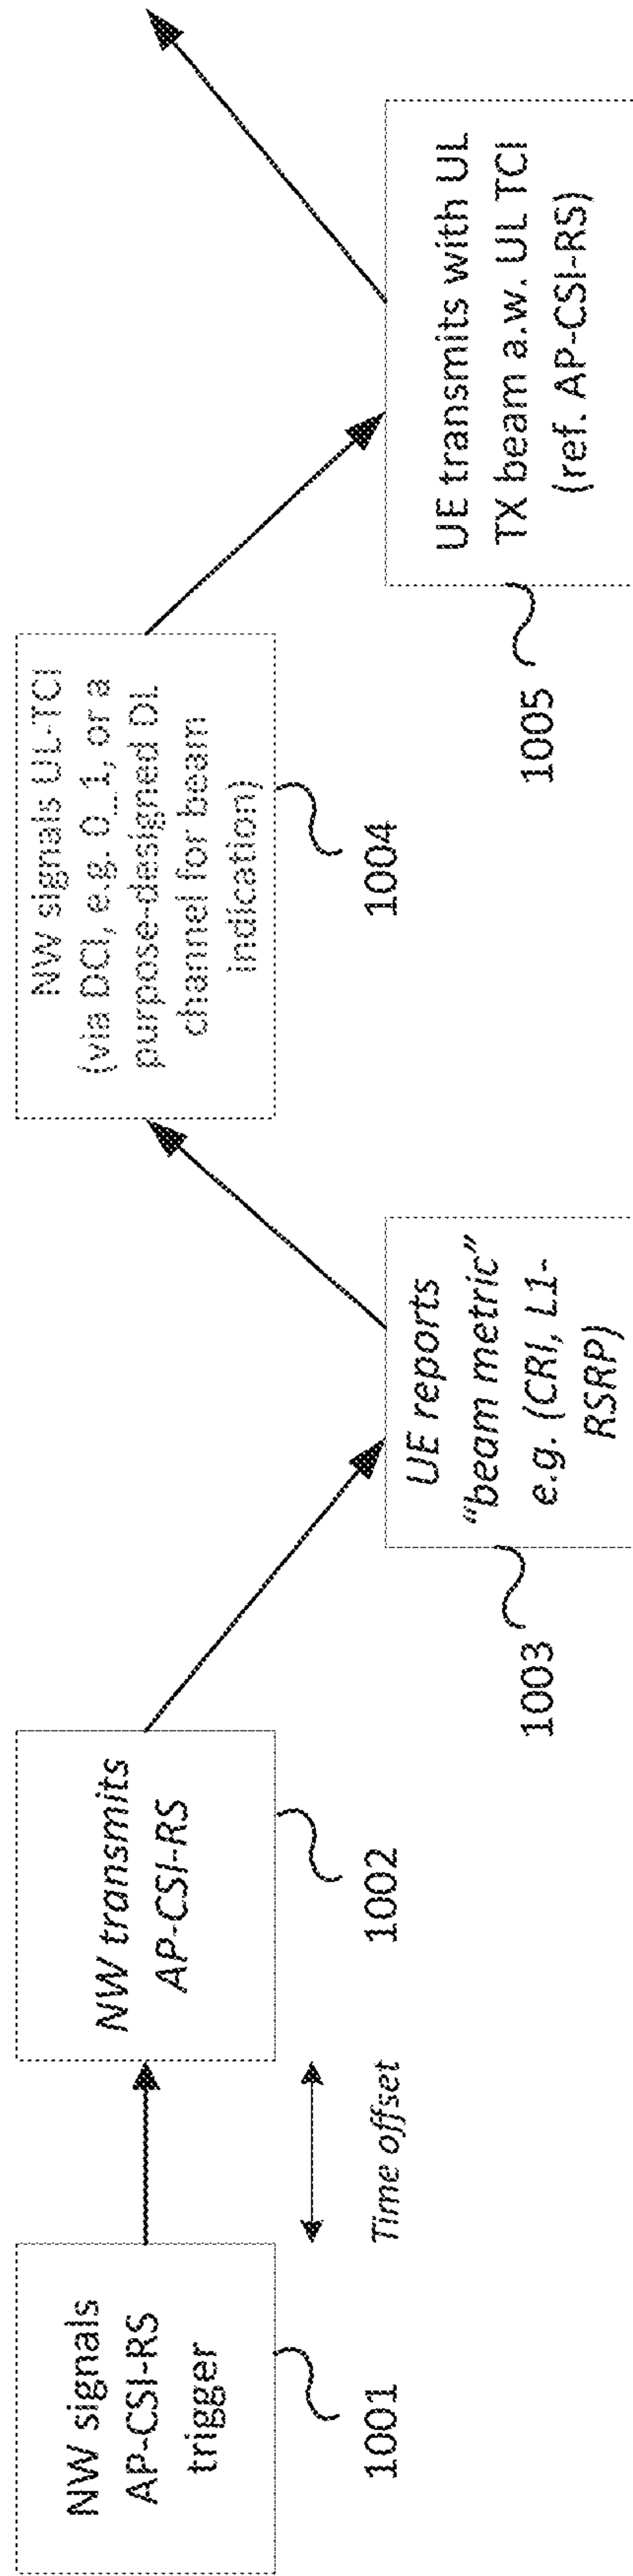 NW signals
AP-CSI-RS
trigger
1001
Time offset
NW transmits
AP-CSI-RS
1002
UE reports
“beam metric”
e.g. (CRI, L1-
RSRP)
1003
NW signals UL-TCI
(via DCI, e.g. 0_1, or a
purpose-designed DL
channel for beam
indication)
1004
UE transmits with UL
TX beam a.w. UL TCI
(ref. AP-CSI-RS)
1005